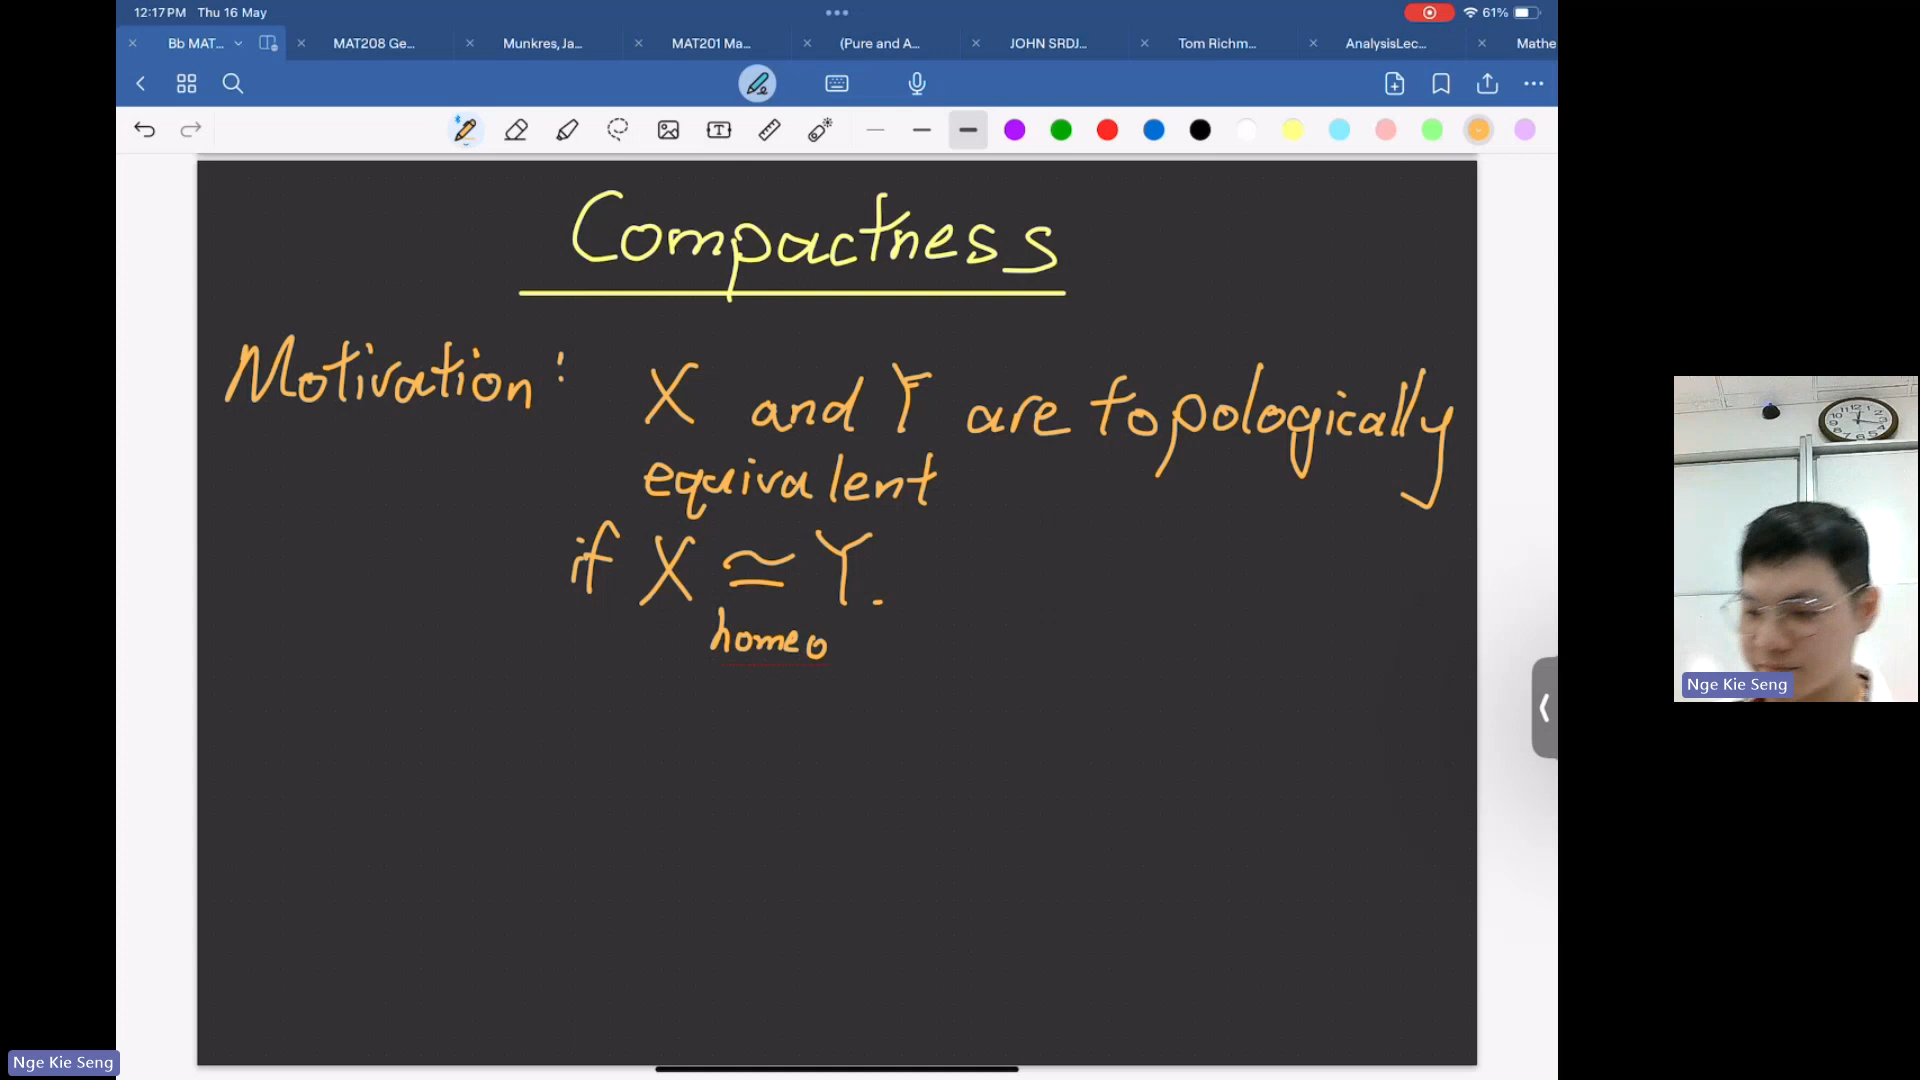 12:17 PM Thu 16 May
61%
Bb MAT... MAT208 Ge... Munkres, Ja... MAT201 Ma... (Pure and A... JOHN SRDJ... Tom Richm... AnalysisLec... Mathe
Compactness
Motivation: X and Y are topologically
equivalent
if X ≃ Y.
homeo
Nge Kie Seng
Nge Kie Seng